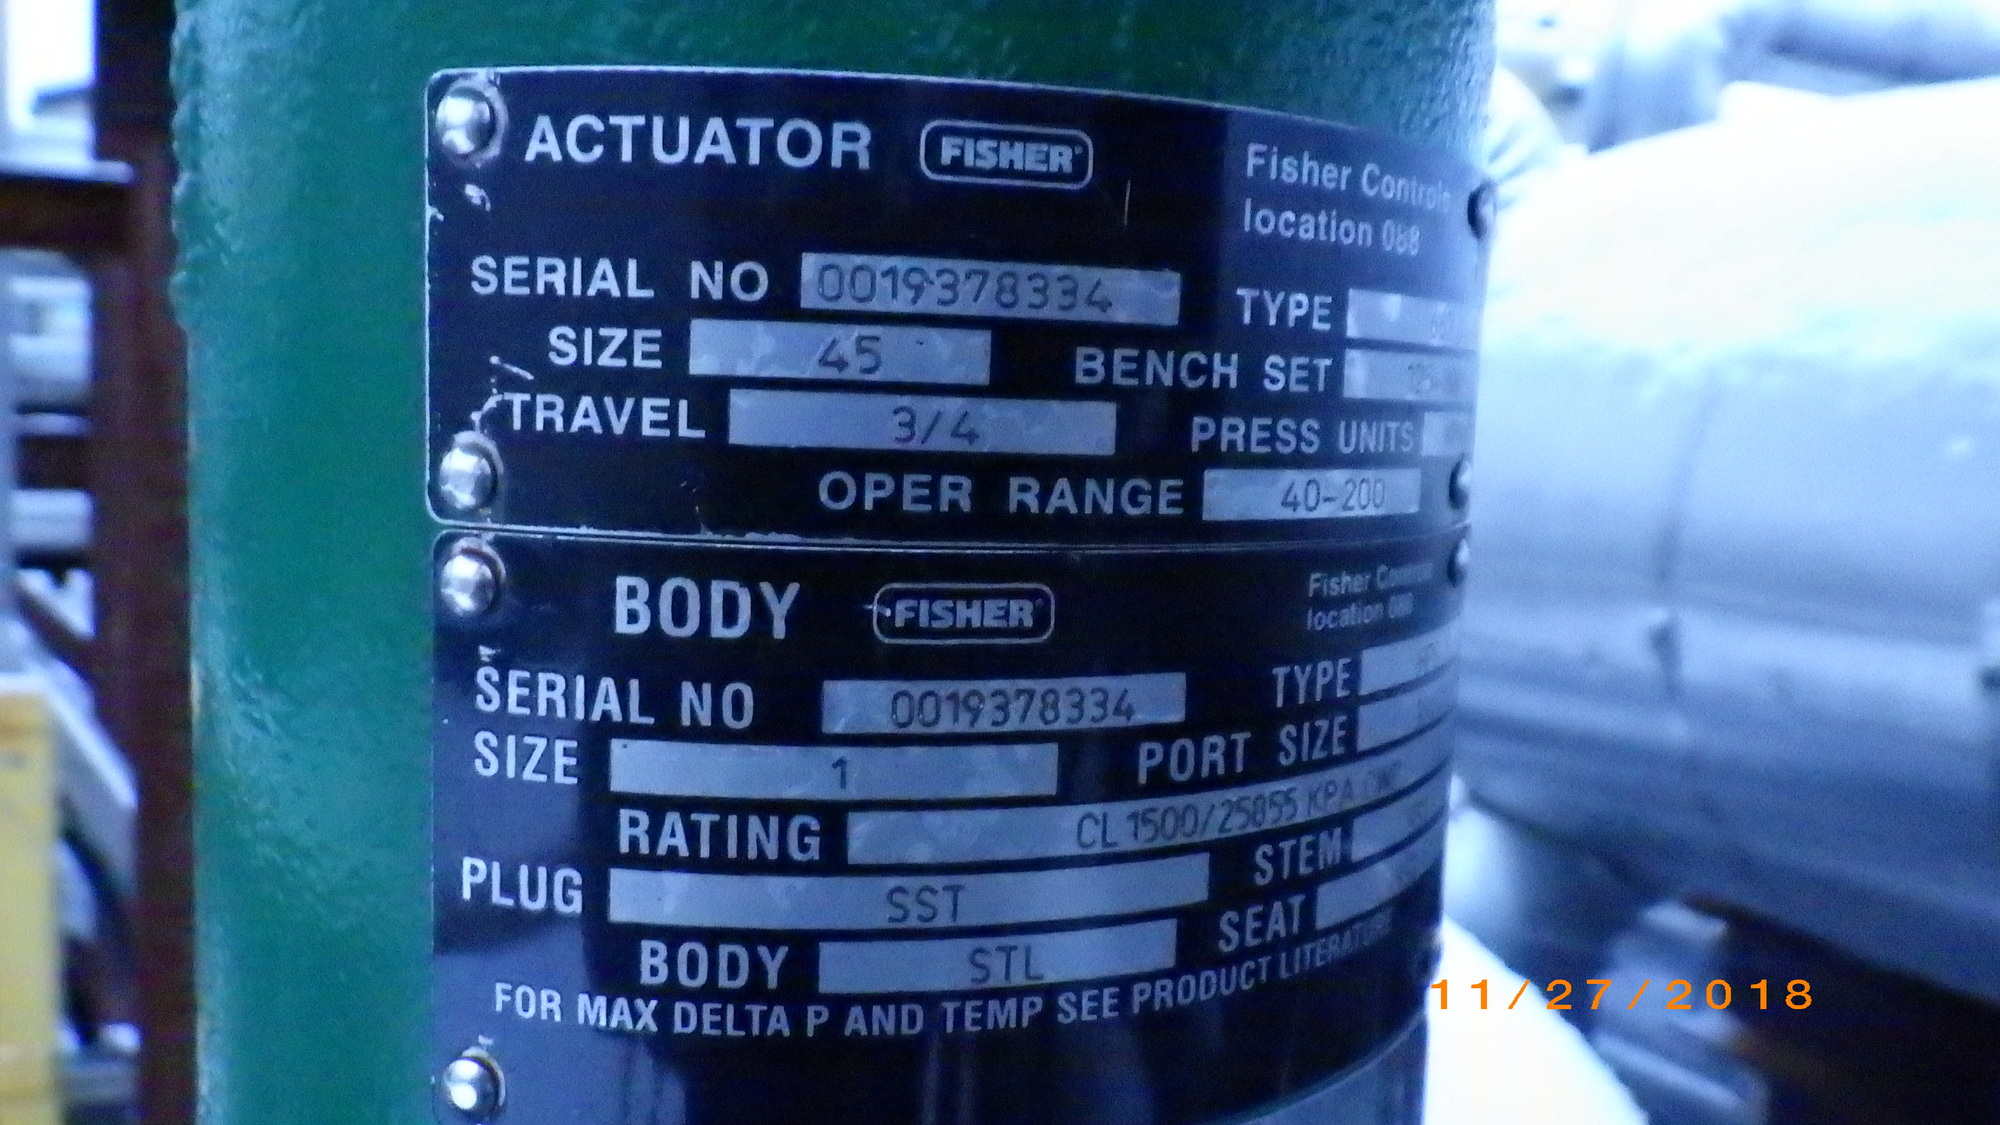 ACTUATOR FISHER
Fisher Controls
location 088
SERIAL NO 0019378334 TYPE
SIZE 45 BENCH SET
TRAVEL 3/4 PRESS UNITS
OPER RANGE 40-200
BODY FISHER
Fisher Controls
location 088
SERIAL NO 0019378334 TYPE
SIZE 1 PORT SIZE
RATING CL 1500/25855 KPA CWP
PLUG SST STEM
BODY STL SEAT
FOR MAX DELTA P AND TEMP SEE PRODUCT LITERATURE
11/27/2018